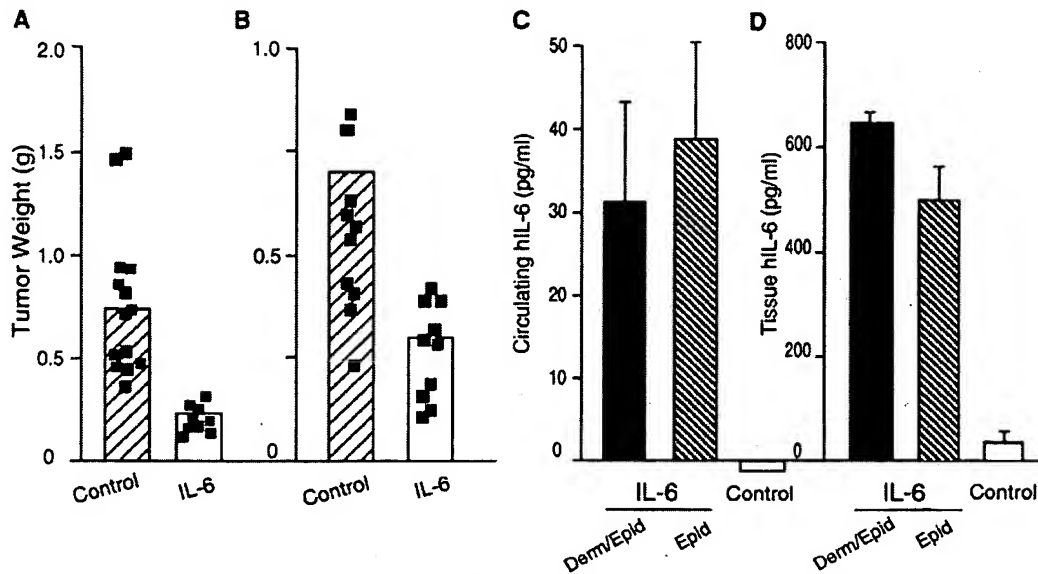 A
Tumor Weight (g)
2.0
1.5
1.0
0.5
0
Control
IL-6
B
1.0
0.5
0
Control
IL-6
C
Circulating hIL-6 (pg/ml)
50
40
30
20
10
0
IL-6
Control
Derm/Epid
Epid
D
Tissue hIL-6 (pg/ml)
800
600
400
200
0
IL-6
Control
Derm/Epid
Epid